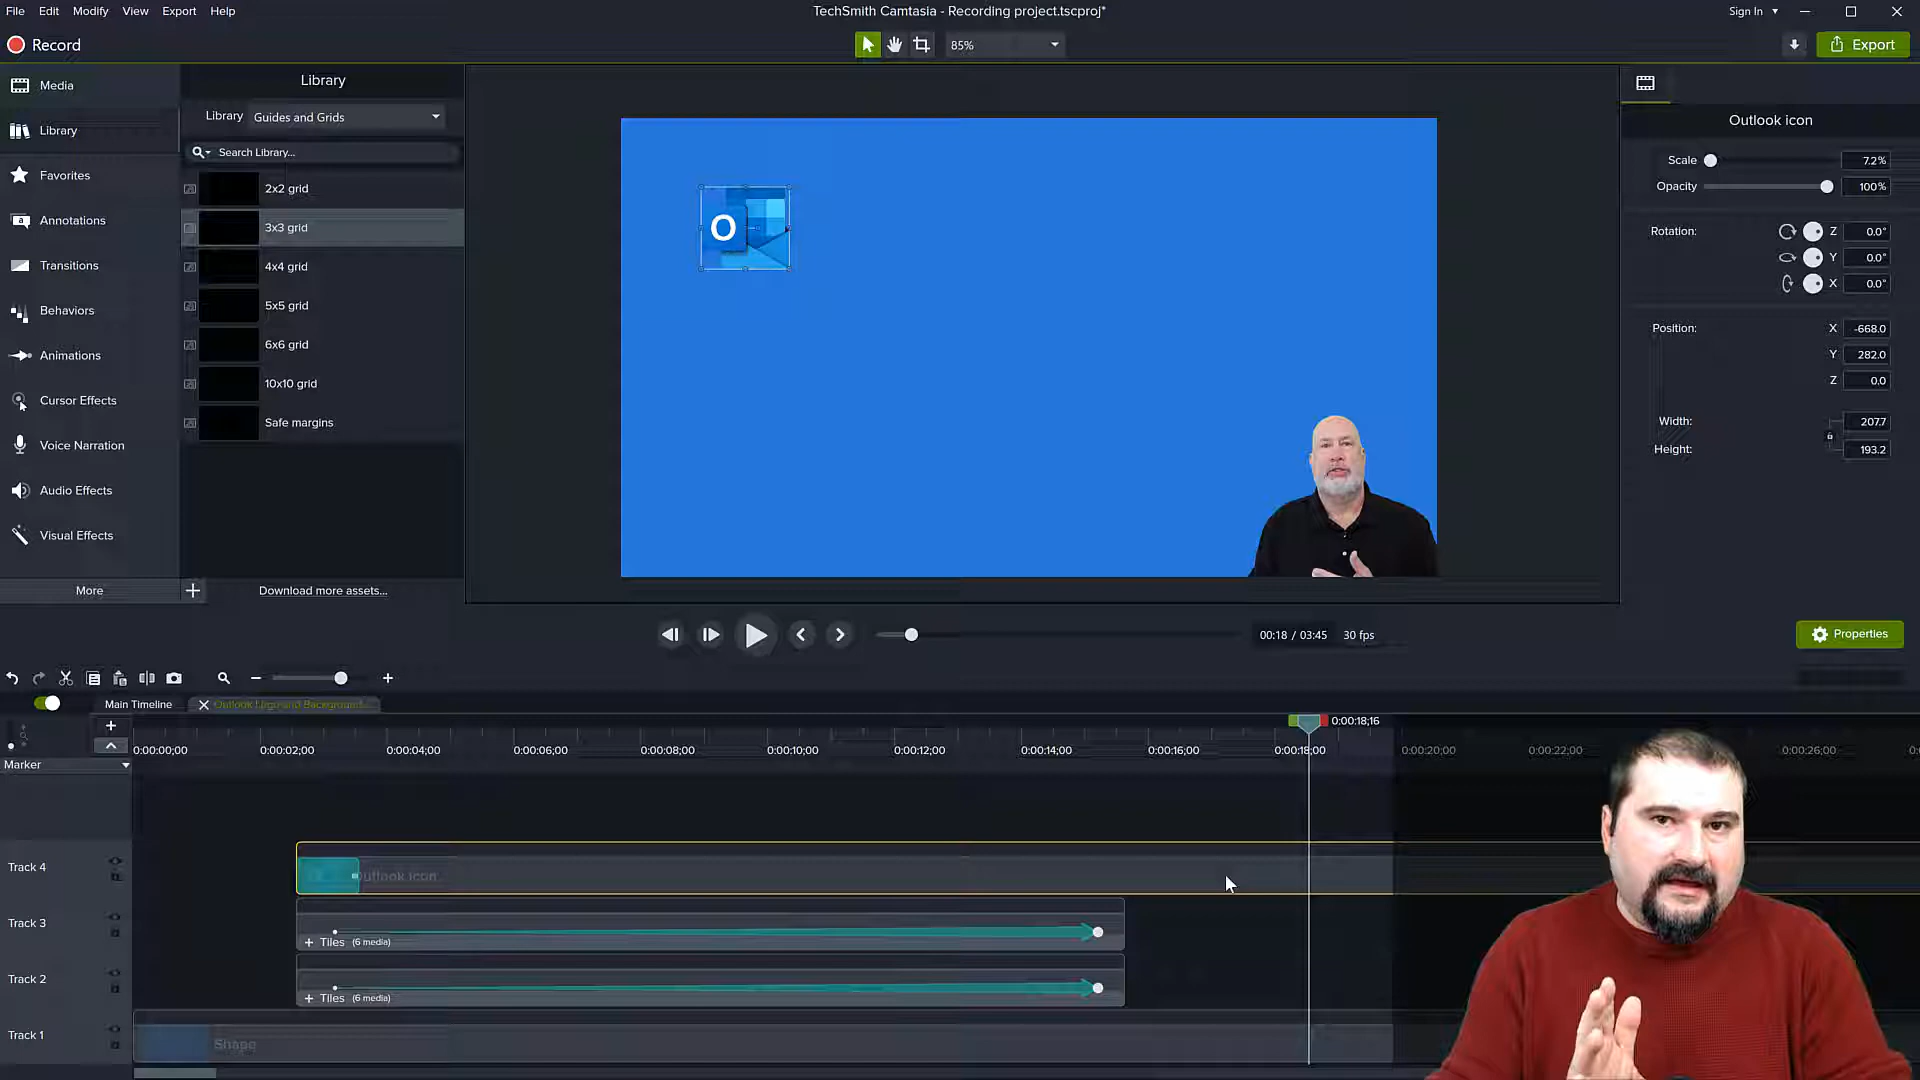 File Edit Modify View Export Help
TechSmith Camtasia - Recording project.tscproj*
Sign In
Record
85%
Export
Media
Library
Favorites
Annotations
Transitions
Behaviors
Animations
Cursor Effects
Voice Narration
Audio Effects
Visual Effects
More
Library
Library Guides and Grids
Search Library...
2x2 grid
3x3 grid
4x4 grid
5x5 grid
6x6 grid
10x10 grid
Safe margins
Download more assets...
O
Outlook icon
Scale 7.2%
Opacity 100%
Rotation: Z 0.0°
Y 0.0°
X 0.0°
Position: X -668.0
Y 282.0
Z 0.0
Width: 207.7
Height: 193.2
00:18 / 03:45 30 fps
Properties
Main Timeline Outlook Logo and Background...
0:00:18;16
0:00:00;00 0:00:02;00 0:00:04;00 0:00:06;00 0:00:08;00 0:00:10;00 0:00:12;00 0:00:14;00 0:00:16;00 0:00:18;00 0:00:20;00 0:00:22;00 0:00:24;00 0:00:26;00
Marker
Track 4
Outlook icon
Track 3
+ Tiles (6 media)
Track 2
+ Tiles (6 media)
Track 1
Shape